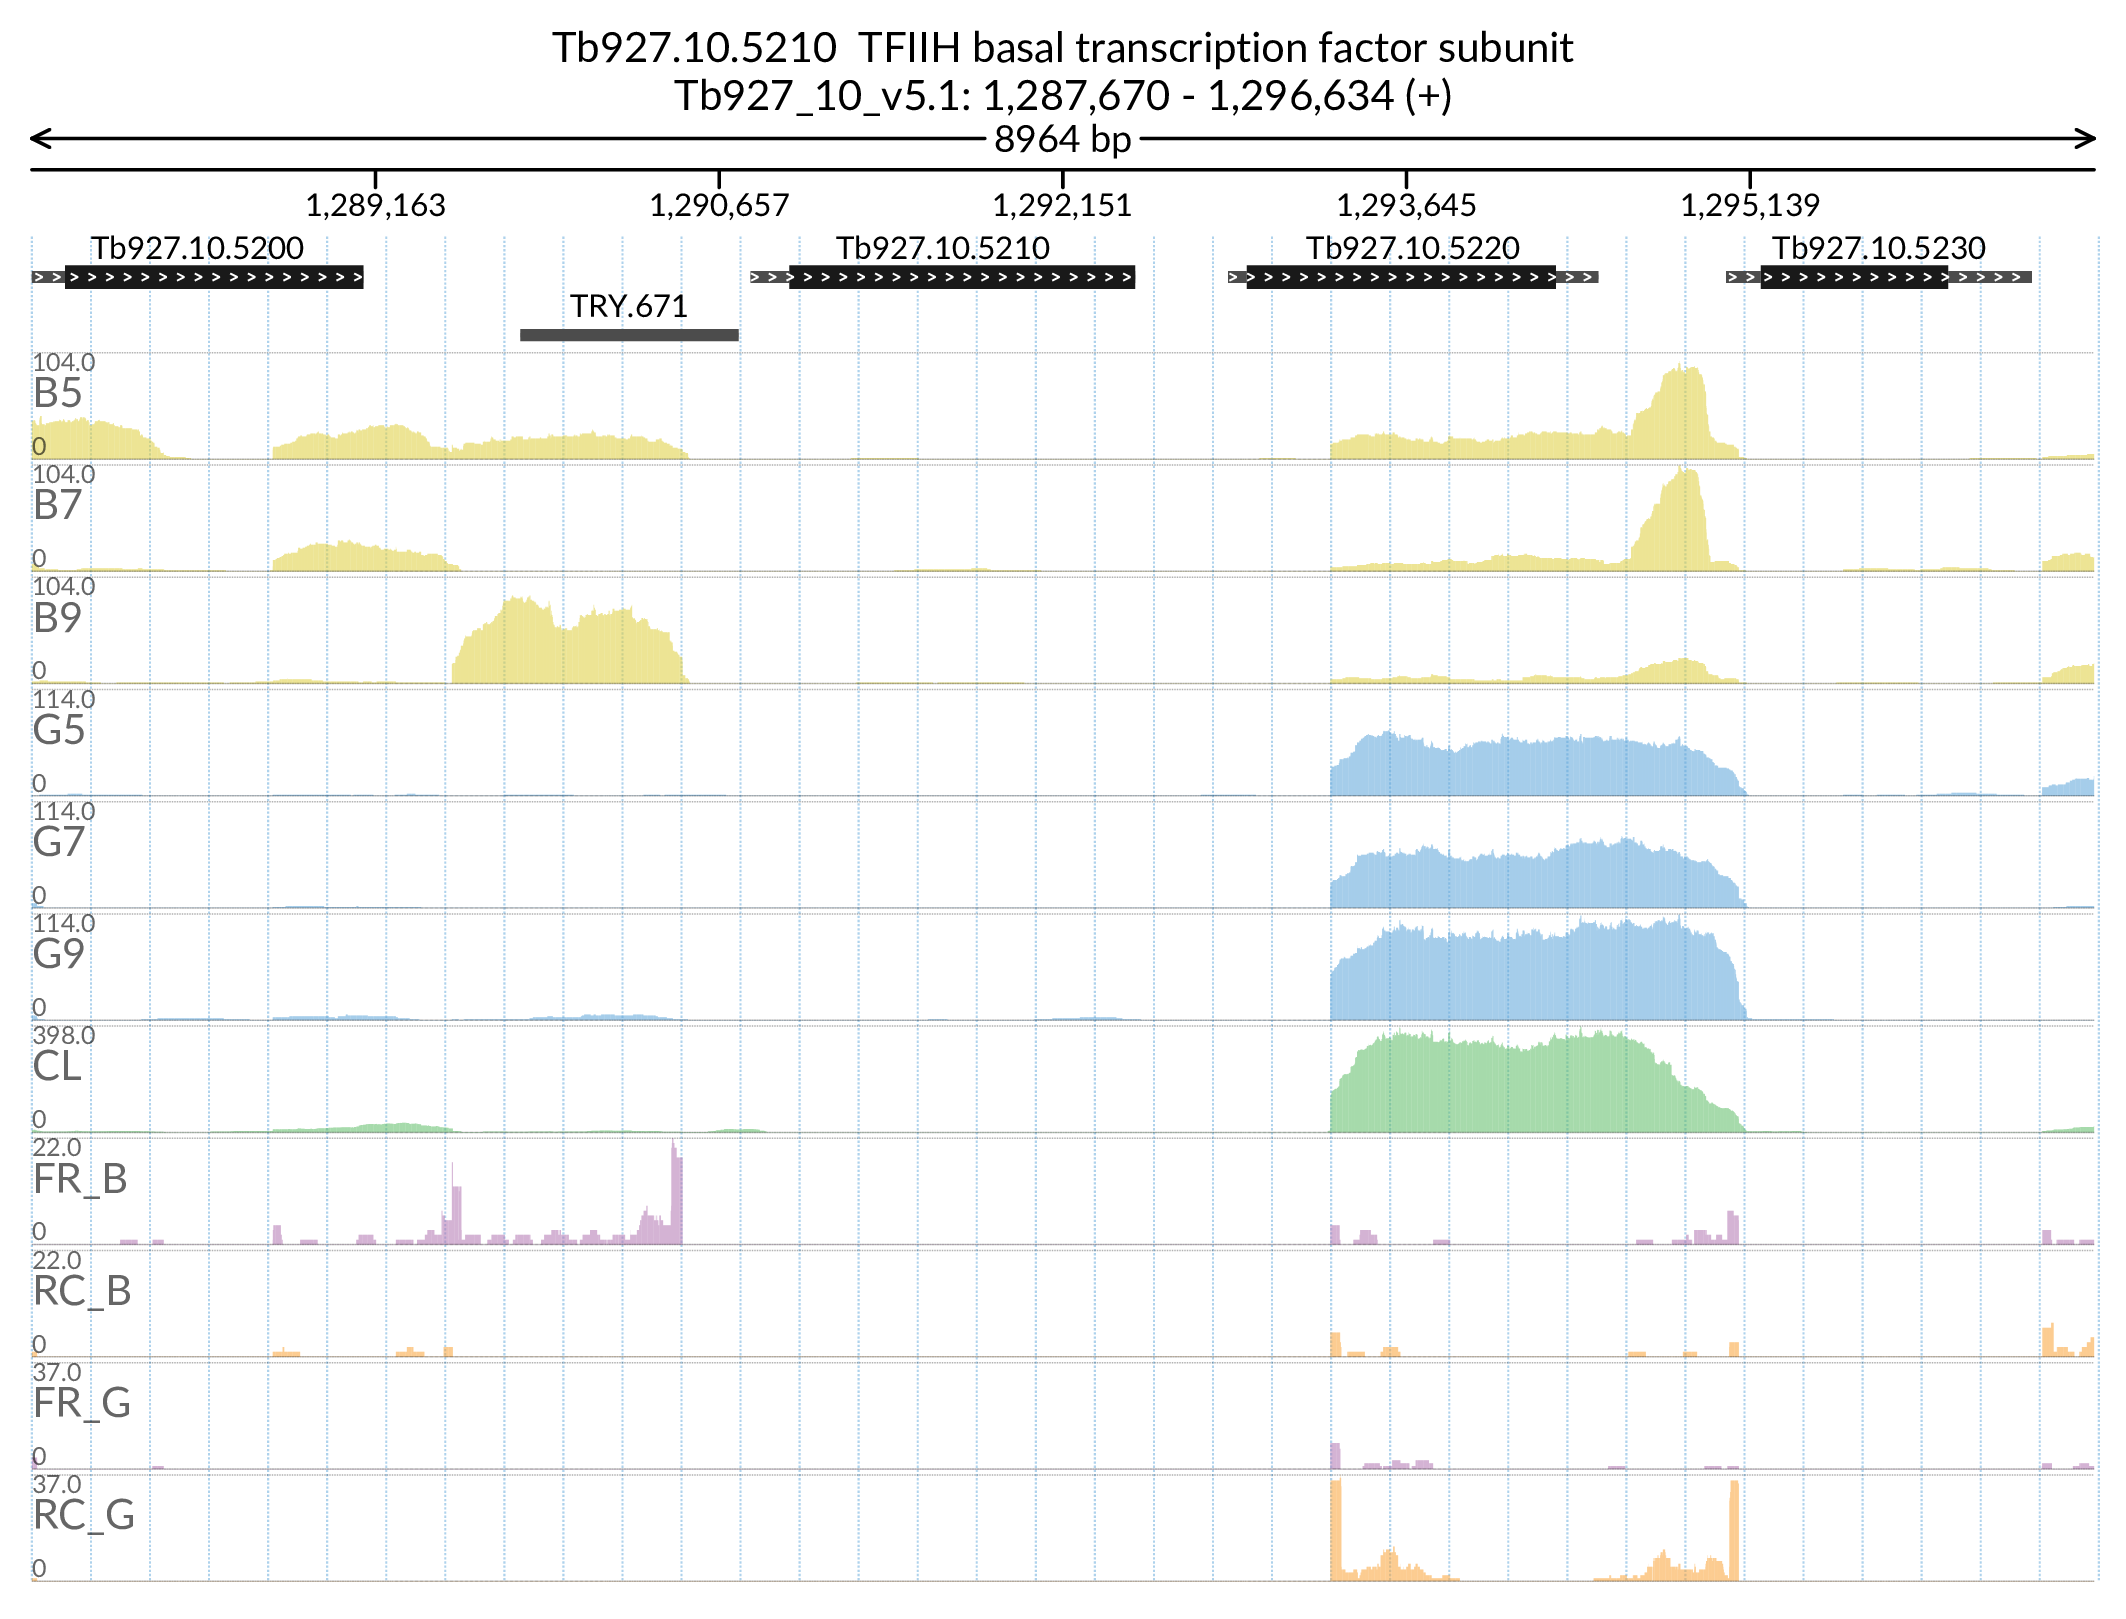 Tb927.10.5210 TFIIH basal transcription factor subunit
Tb927_10_v5.1: 1,287,670 - 1,296,634 (+)
8964 bp
1,289,163 1,290,657 1,292,151 1,293,645 1,295,139
Tb927.10.5200 Tb927.10.5210 Tb927.10.5220 Tb927.10.5230
TRY.671
104.0
B5
0
104.0
B7
0
104.0
B9
0
114.0
G5
0
114.0
G7
0
114.0
G9
0
398.0
CL
0
22.0
FR_B
0
22.0
RC_B
0
37.0
FR_G
0
37.0
RC_G
0